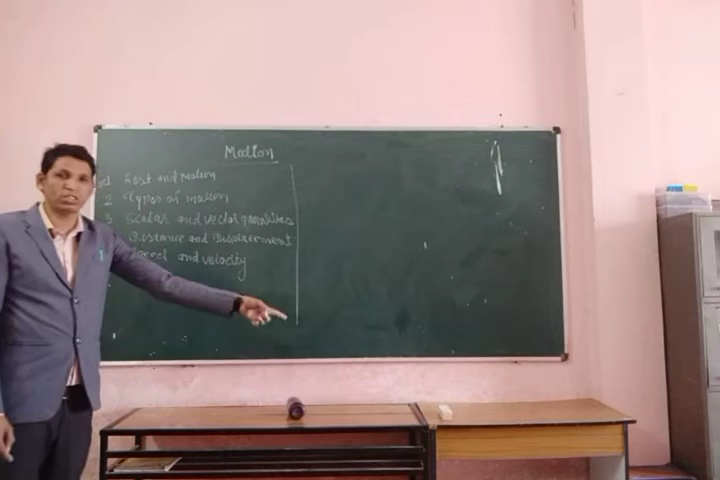 Motion
1 Rest and Motion
2 Types of motion
3 Scalar and vector quantities
Distance and Displacement
Speed and velocity